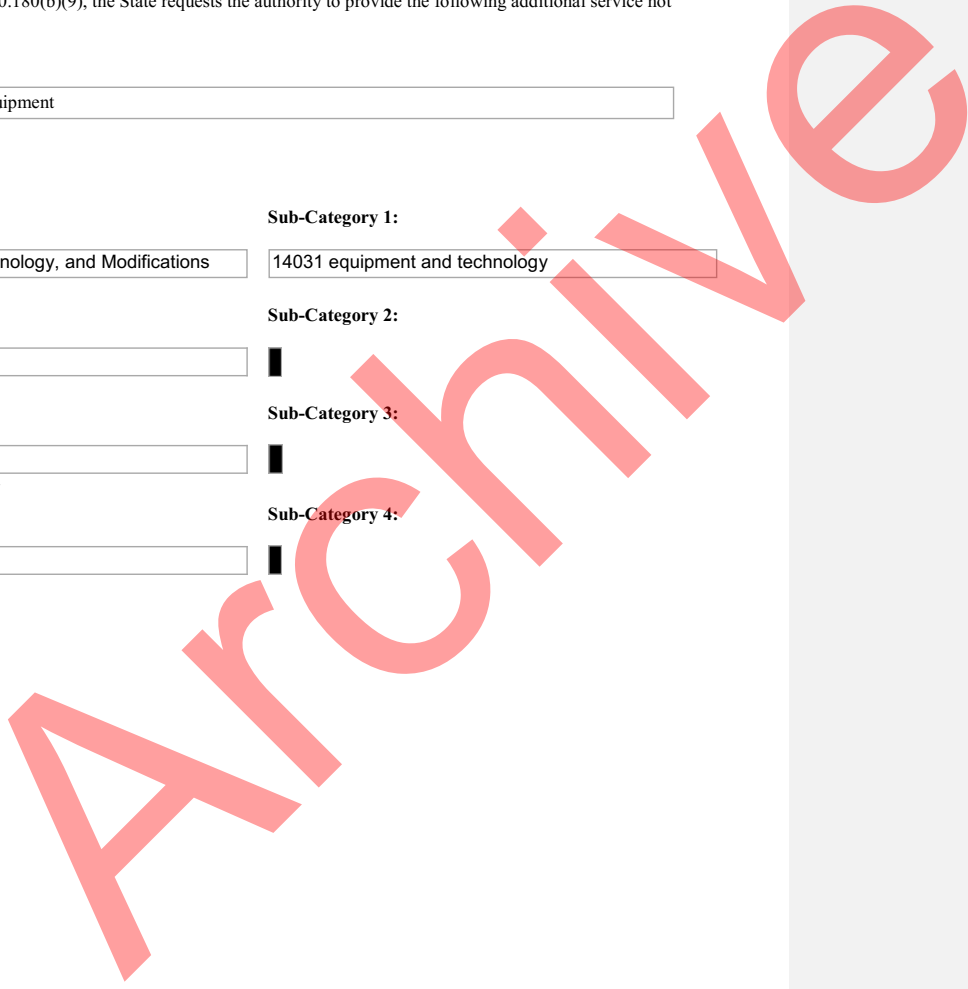 0.180(b)(9), the State requests the authority to provide the following additional service not
uipment
Sub-Category 1:
nology, and Modifications
14031 equipment and technology
Sub-Category 2:
Sub-Category 3:
Sub-Category 4:
Archive